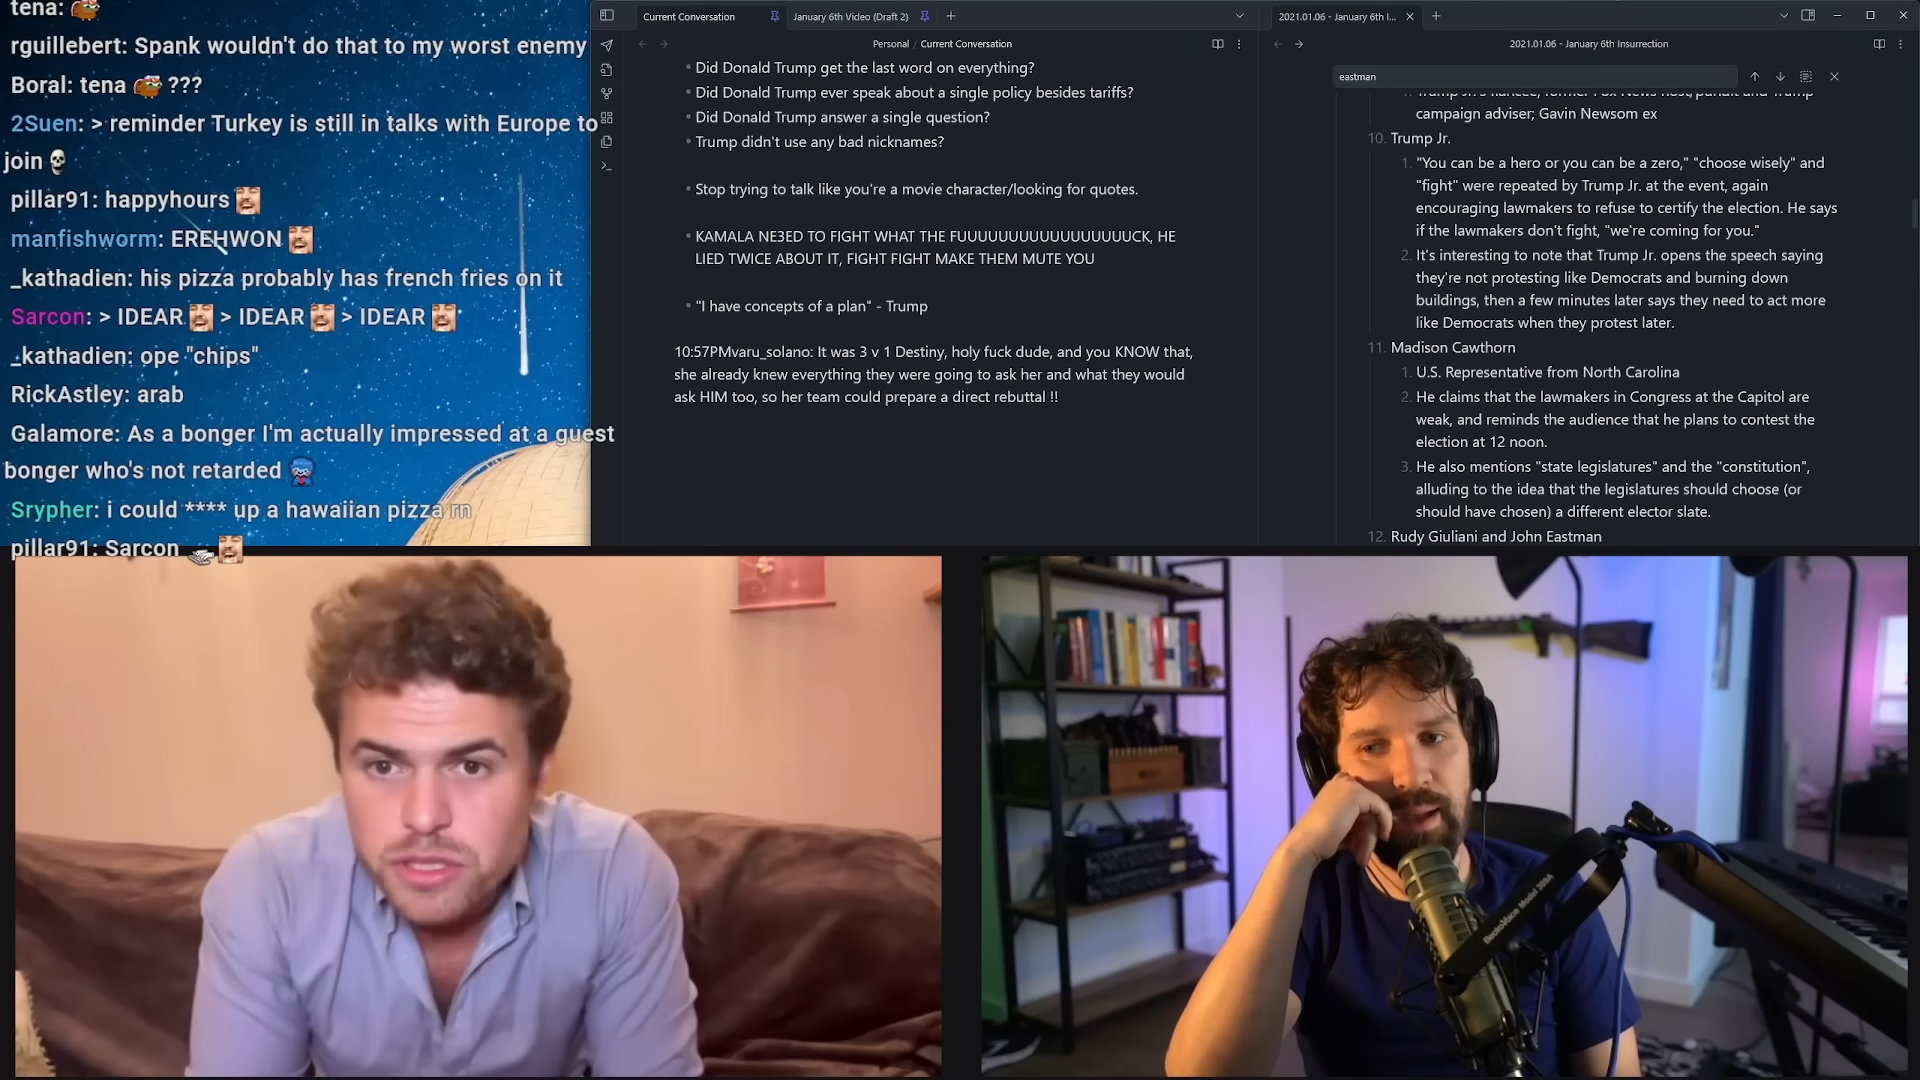 tena:
rguillebert: Spank wouldn't do that to my worst enemy
Boral: tena ???
2Suen: > reminder Turkey is still in talks with Europe to
join
pillar91: happyhours
manfishworm: EREHWON
_kathadien: his pizza probably has french fries on it
Sarcon: > IDEAR > IDEAR > IDEAR
_kathadien: ope "chips"
RickAstley: arab
Galamore: As a bonger I'm actually impressed at a guest
bonger who's not retarded
Srypher: i could **** up a hawaiian pizza rn
pillar91: Sarcon
Current Conversation
January 6th Video (Draft 2)
Personal / Current Conversation
Did Donald Trump get the last word on everything?
Did Donald Trump ever speak about a single policy besides tariffs?
Did Donald Trump answer a single question?
Trump didn't use any bad nicknames?
Stop trying to talk like you're a movie character/looking for quotes.
KAMALA NE3ED TO FIGHT WHAT THE FUUUUUUUUUUUUUUUUUCK, HE
LIED TWICE ABOUT IT, FIGHT FIGHT MAKE THEM MUTE YOU
"I have concepts of a plan" - Trump
10:57PMvaru_solano: It was 3 v 1 Destiny, holy fuck dude, and you KNOW that,
she already knew everything they were going to ask her and what they would
ask HIM too, so her team could prepare a direct rebuttal !!
2021.01.06 - January 6th I...
2021.01.06 - January 6th Insurrection
eastman
1. Trump Jr.'s fiancée, former Fox News host, pundit and Trump
campaign adviser; Gavin Newsom ex
10. Trump Jr.
1. "You can be a hero or you can be a zero," "choose wisely" and
"fight" were repeated by Trump Jr. at the event, again
encouraging lawmakers to refuse to certify the election. He says
if the lawmakers don't fight, "we're coming for you."
2. It's interesting to note that Trump Jr. opens the speech saying
they're not protesting like Democrats and burning down
buildings, then a few minutes later says they need to act more
like Democrats when they protest later.
11. Madison Cawthorn
1. U.S. Representative from North Carolina
2. He claims that the lawmakers in Congress at the Capitol are
weak, and reminds the audience that he plans to contest the
election at 12 noon.
3. He also mentions "state legislatures" and the "constitution",
alluding to the idea that the legislatures should choose (or
should have chosen) a different elector slate.
12. Rudy Giuliani and John Eastman